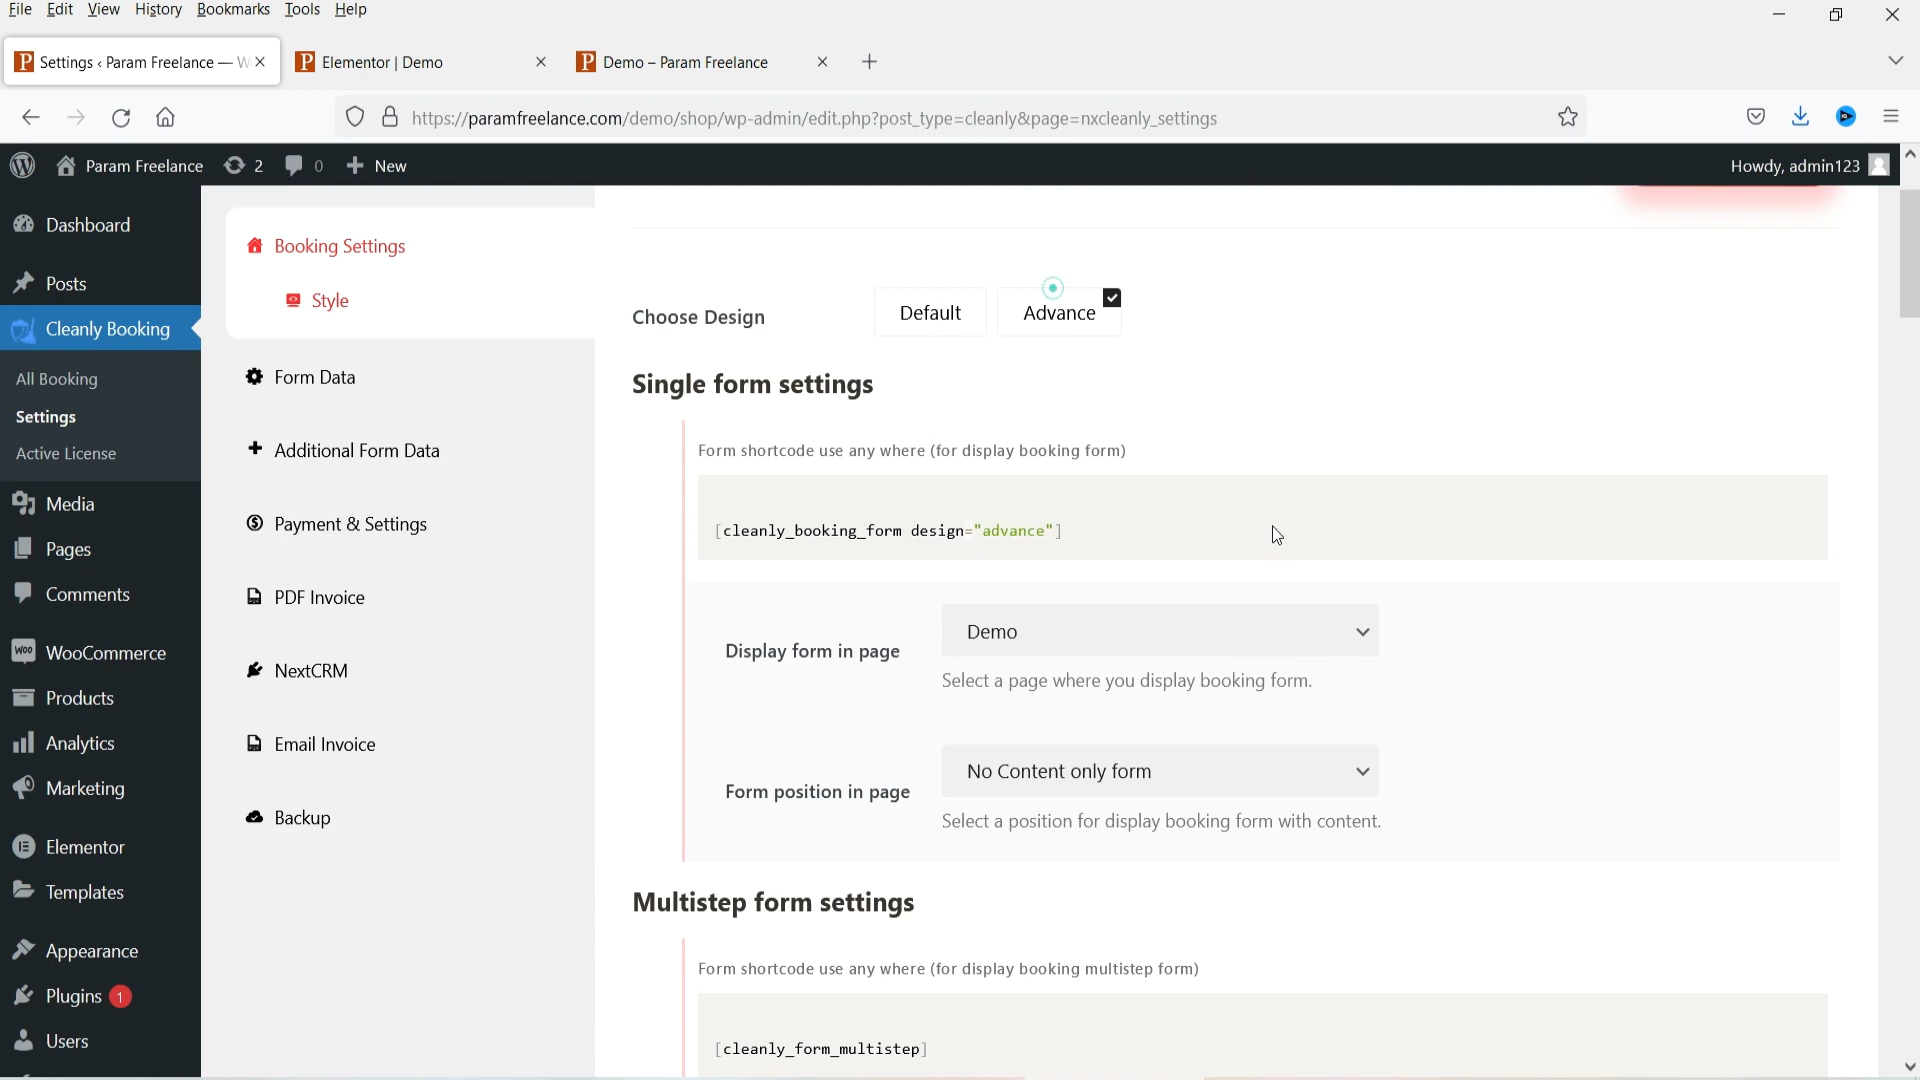 File Edit View History Bookmarks Tools Help
Settings ‹ Param Freelance — W
Elementor | Demo
Demo – Param Freelance
https://paramfreelance.com/demo/shop/wp-admin/edit.php?post_type=cleanly&page=nxcleanly_settings
Param Freelance 2 0 New
Howdy, admin123
Dashboard
Posts
Cleanly Booking
All Booking
Settings
Active License
Media
Pages
Comments
WooCommerce
Products
Analytics
Marketing
Elementor
Templates
Appearance
Plugins 1
Users
Booking Settings
Style
Form Data
Additional Form Data
Payment & Settings
PDF Invoice
NextCRM
Email Invoice
Backup
Choose Design Default Advance
Single form settings
Form shortcode use any where (for display booking form)
[cleanly_booking_form design="advance"]
Display form in page Demo
Select a page where you display booking form.
Form position in page No Content only form
Select a position for display booking form with content.
Multistep form settings
Form shortcode use any where (for display booking multistep form)
[cleanly_form_multistep]